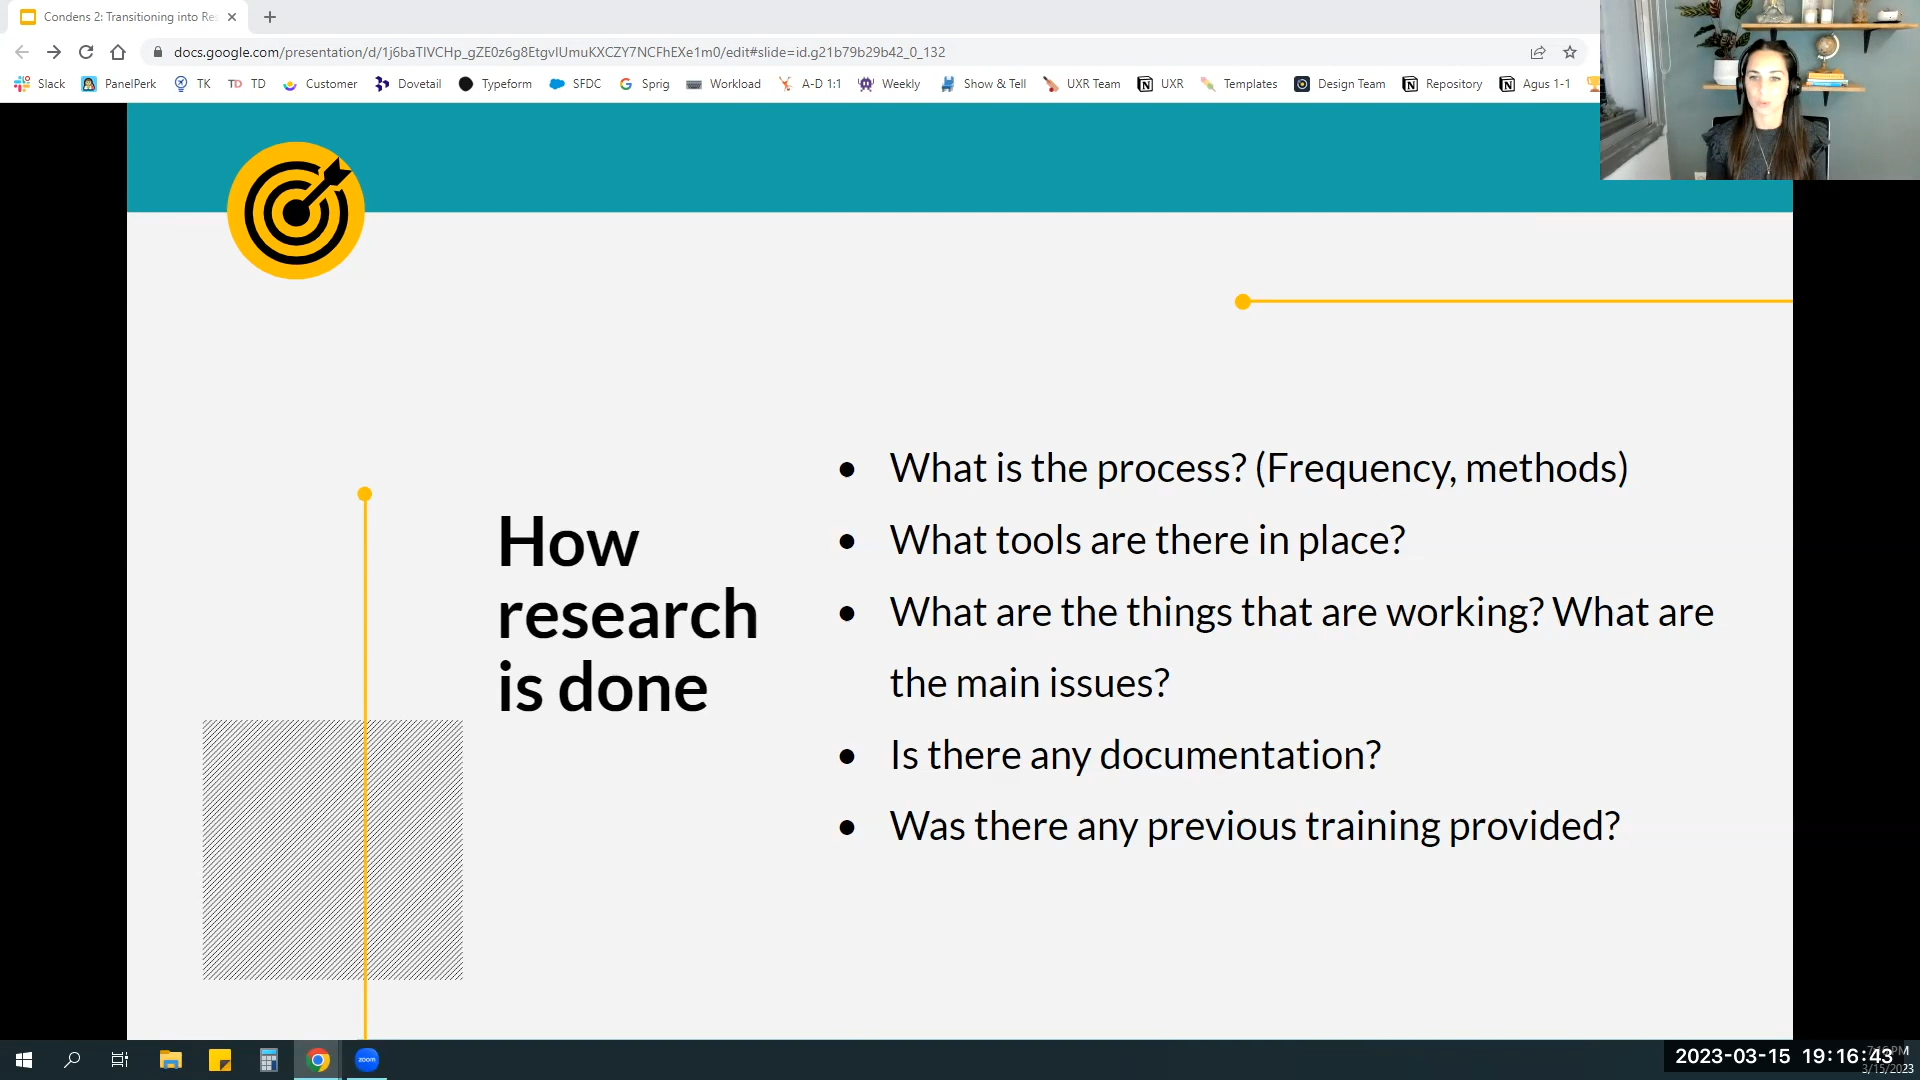 Condens 2: Transitioning into Res
docs.google.com/presentation/d/1j6baTlVCHp_gZE0z6g8EtgvlUmuKXCZY7NCFhEXe1m0/edit#slide=id.g21b79b29b42_0_132
Slack PanelPerk TK TD TD Customer Dovetail Typeform SFDC Sprig Workload A-D 1:1 Weekly Show & Tell UXR Team UXR Templates Design Team Repository Agus 1-1
How
research
is done
● What is the process? (Frequency, methods)
● What tools are there in place?
● What are the things that are working? What are
the main issues?
● Is there any documentation?
● Was there any previous training provided?
zoom
2023-03-15 19:16:43
3/15/2023